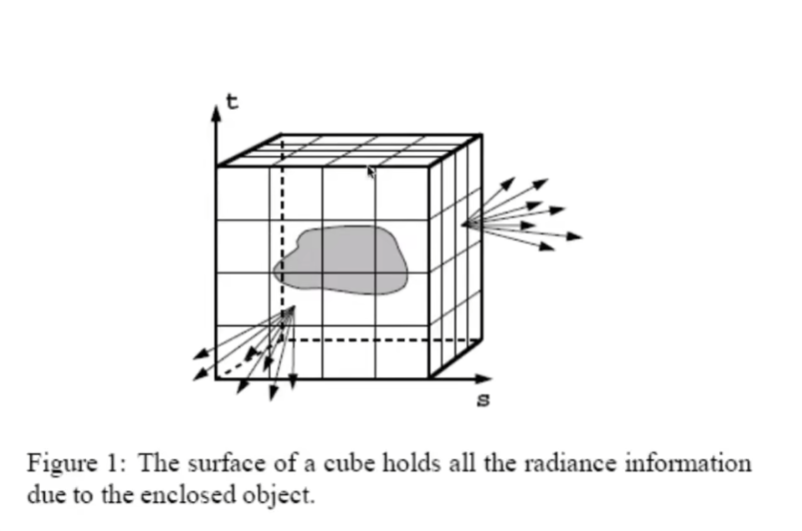 t
s
Figure 1: The surface of a cube holds all the radiance information
due to the enclosed object.